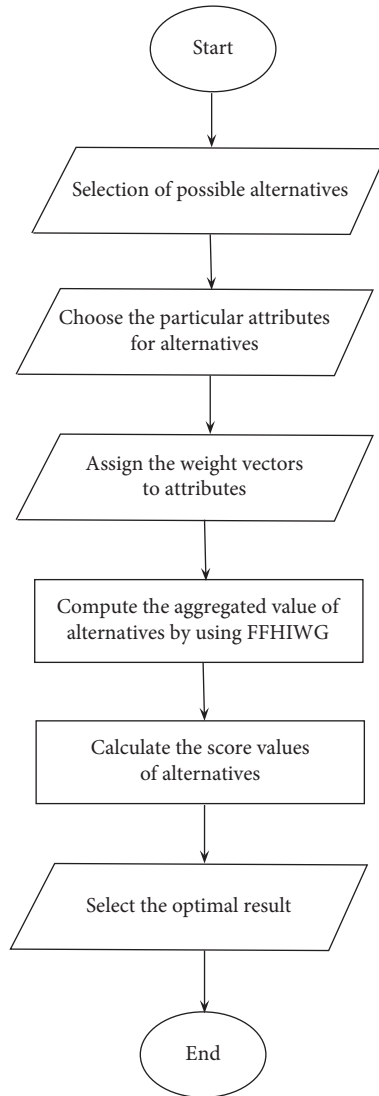 Start
Selection of possible alternatives
Choose the particular attributes
for alternatives
Assign the weight vectors
to attributes
Compute the aggregated value of
alternatives by using FFHIWG
Calculate the score values
of alternatives
Select the optimal result
End